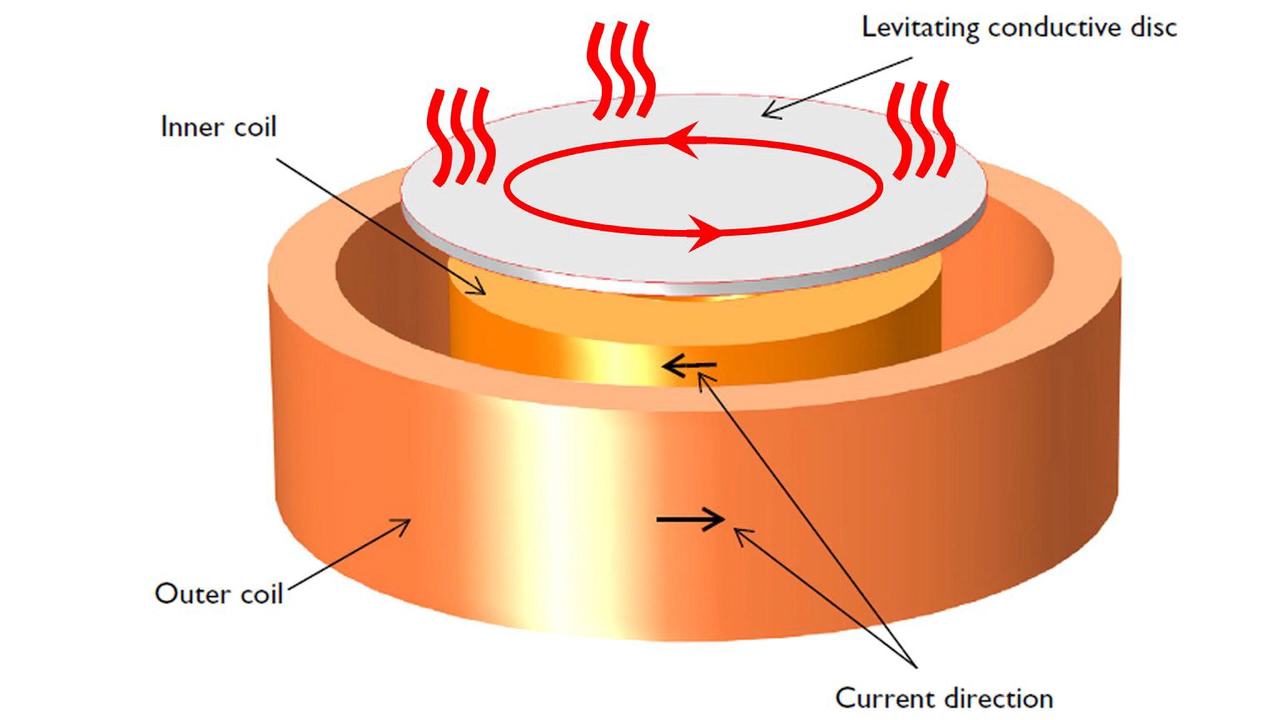 Levitating conductive disc
Inner coil
Outer coil
Current direction